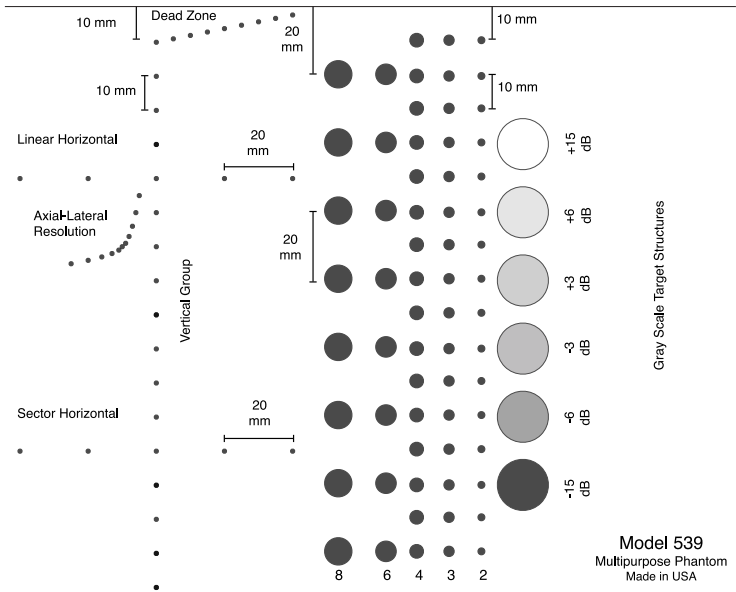 Dead Zone
10 mm
20
mm
10 mm
10 mm
10 mm
Linear Horizontal
20
mm
+15
dB
Axial-Lateral
Resolution
+6
dB
20
mm
Vertical Group
+3
dB
Gray Scale Target Structures
-3
dB
Sector Horizontal
20
mm
-6
dB
-15
dB
Model 539
Multipurpose Phantom
Made in USA
8 6 4 3 2